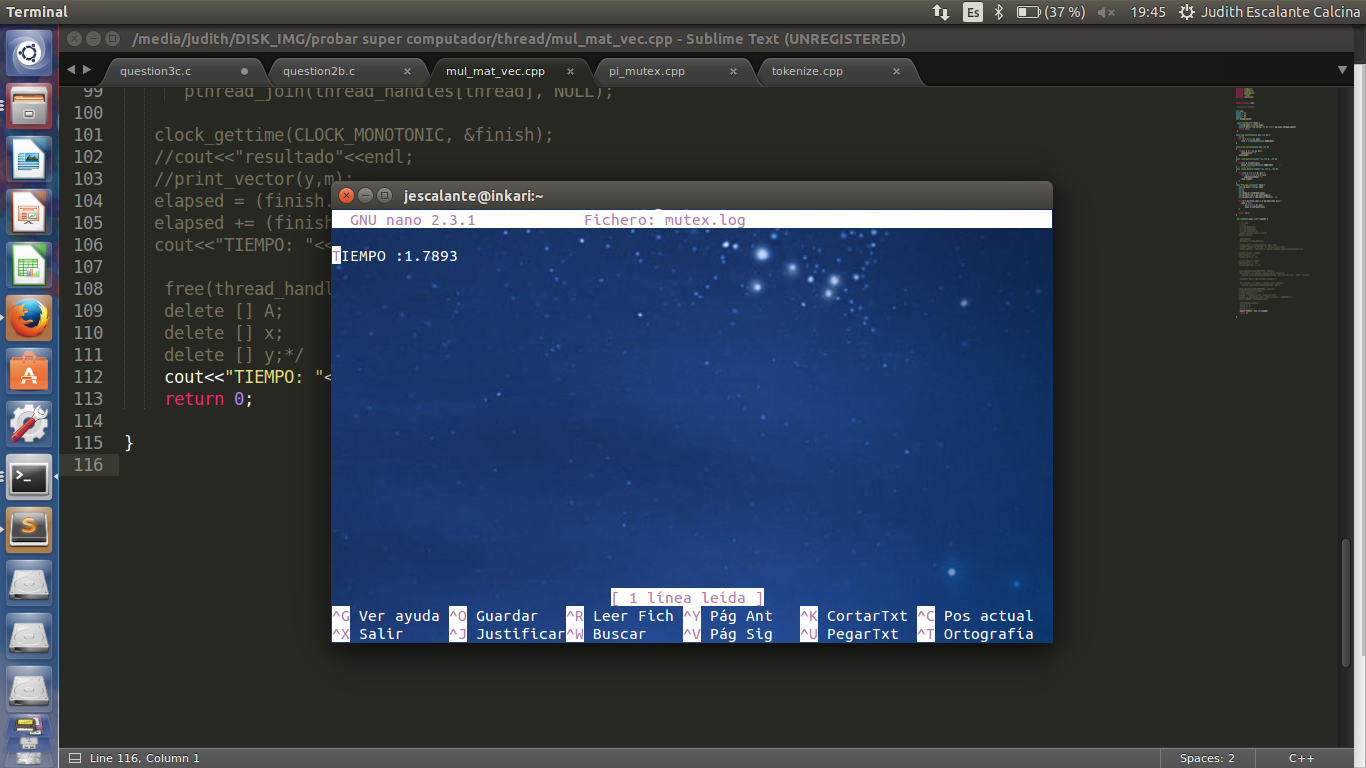 Terminal
Es
(37 %)
19:45
Judith Escalante Calcina
/media/judith/DISK_IMG/probar super computador/thread/mul_mat_vec.cpp - Sublime Text (UNREGISTERED)
question3c.c
question2b.c
mul_mat_vec.cpp
pi_mutex.cpp
tokenize.cpp
99 pthread_join(thread_handles[thread], NULL);
100
101 clock_gettime(CLOCK_MONOTONIC, &finish);
102 //cout<<"resultado"<<endl;
103 //print_vector(y,m);
104 elapsed = (finish.
105 elapsed += (finish
106 cout<<"TIEMPO: "<<
107
108 free(thread_handl
109 delete [] A;
110 delete [] x;
111 delete [] y;*/
112 cout<<"TIEMPO: "<
113 return 0;
114
115 }
116
jescalante@inkari:~
GNU nano 2.3.1 Fichero: mutex.log
TIEMPO :1.7893
[ 1 línea leída ]
^G Ver ayuda ^O Guardar ^R Leer Fich ^Y Pág Ant ^K CortarTxt ^C Pos actual
^X Salir ^J Justificar ^W Buscar ^V Pág Sig ^U PegarTxt ^T Ortografía
Line 116, Column 1
Spaces: 2
C++